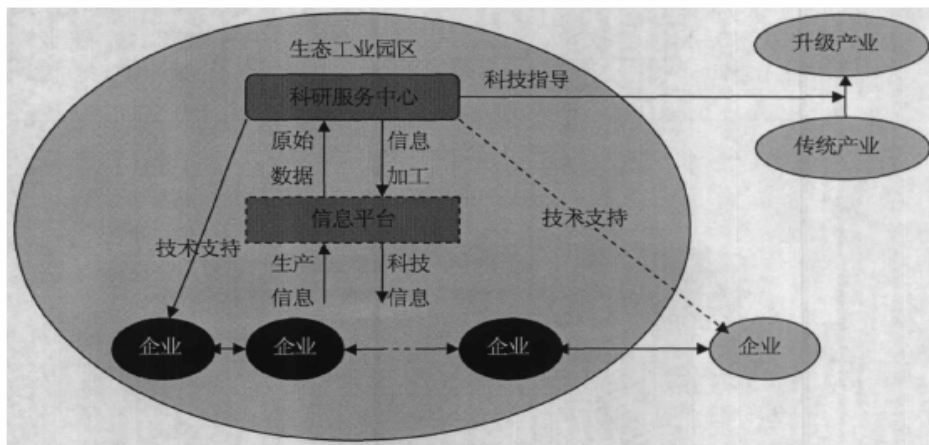 生态工业园区
升级产业
科研服务中心
科技指导
原始
数据
信息
加工
传统产业
信息平台
技术支持
技术支持
生产
信息
科技
信息
企业
企业
企业
企业